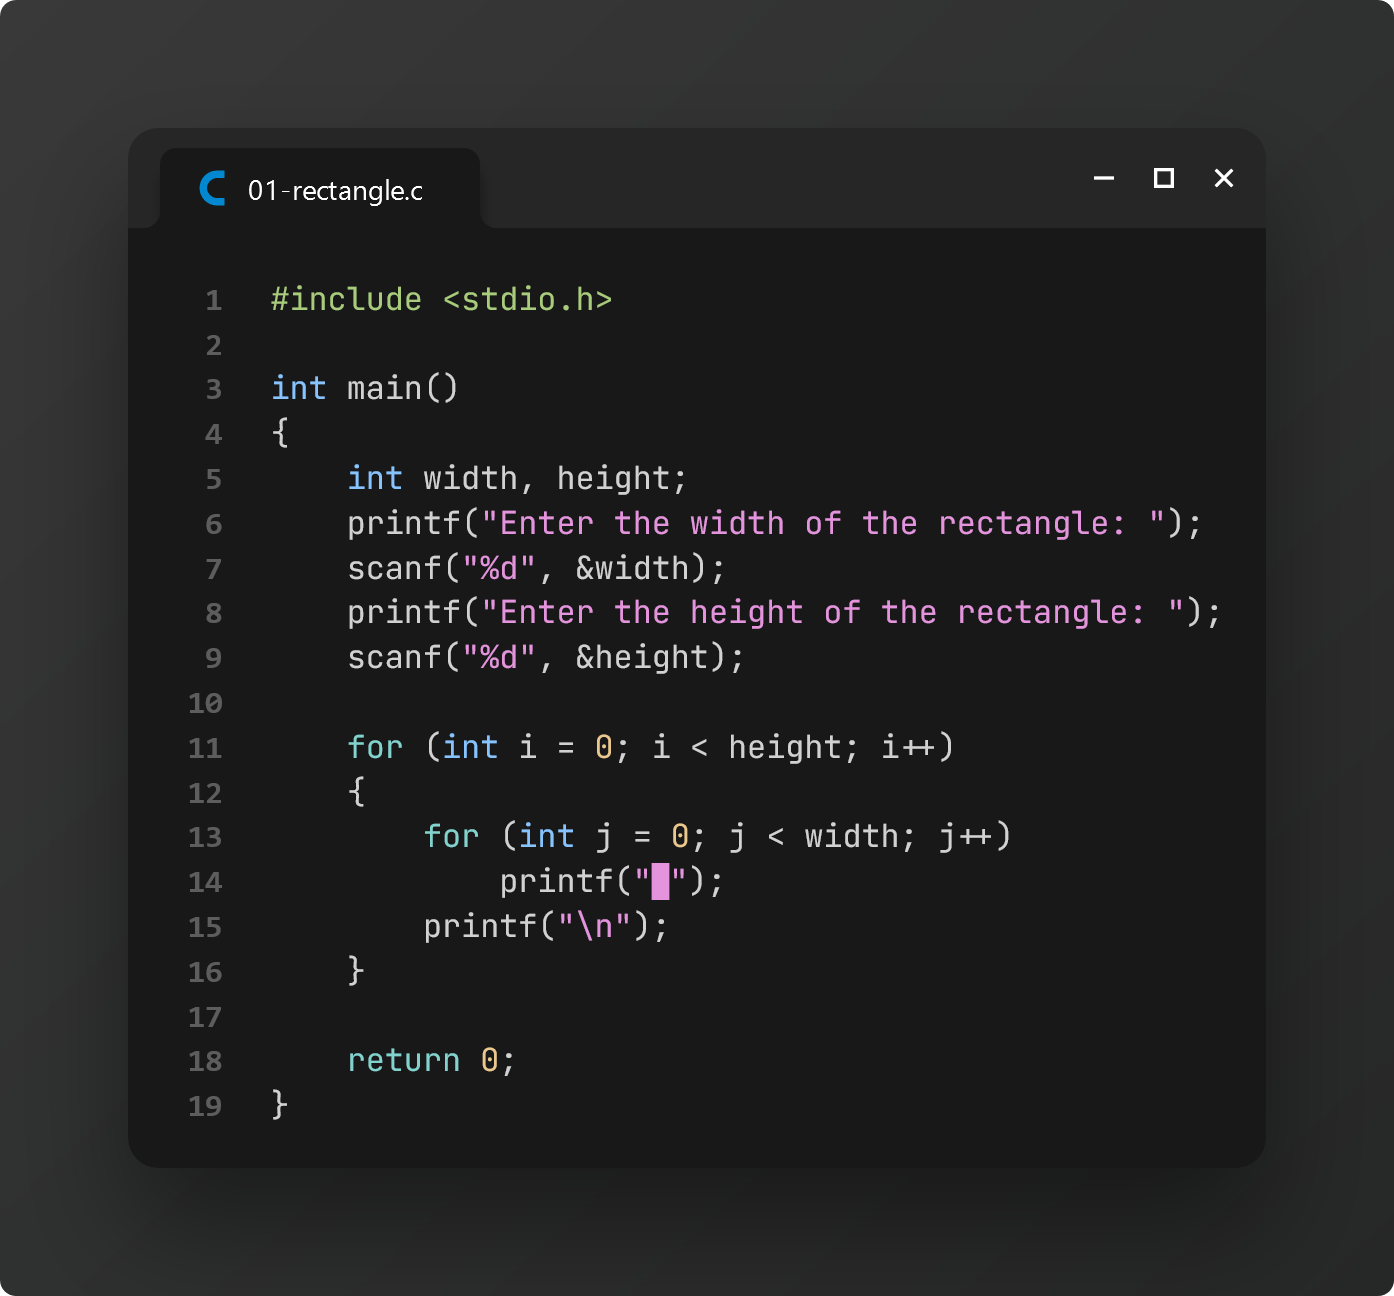 01-rectangle.c
1 #include <stdio.h>
2
3 int main()
4 {
5     int width, height;
6     printf("Enter the width of the rectangle: ");
7     scanf("%d", &width);
8     printf("Enter the height of the rectangle: ");
9     scanf("%d", &height);
10
11     for (int i = 0; i < height; i++)
12     {
13         for (int j = 0; j < width; j++)
14             printf("█");
15         printf("\n");
16     }
17
18     return 0;
19 }